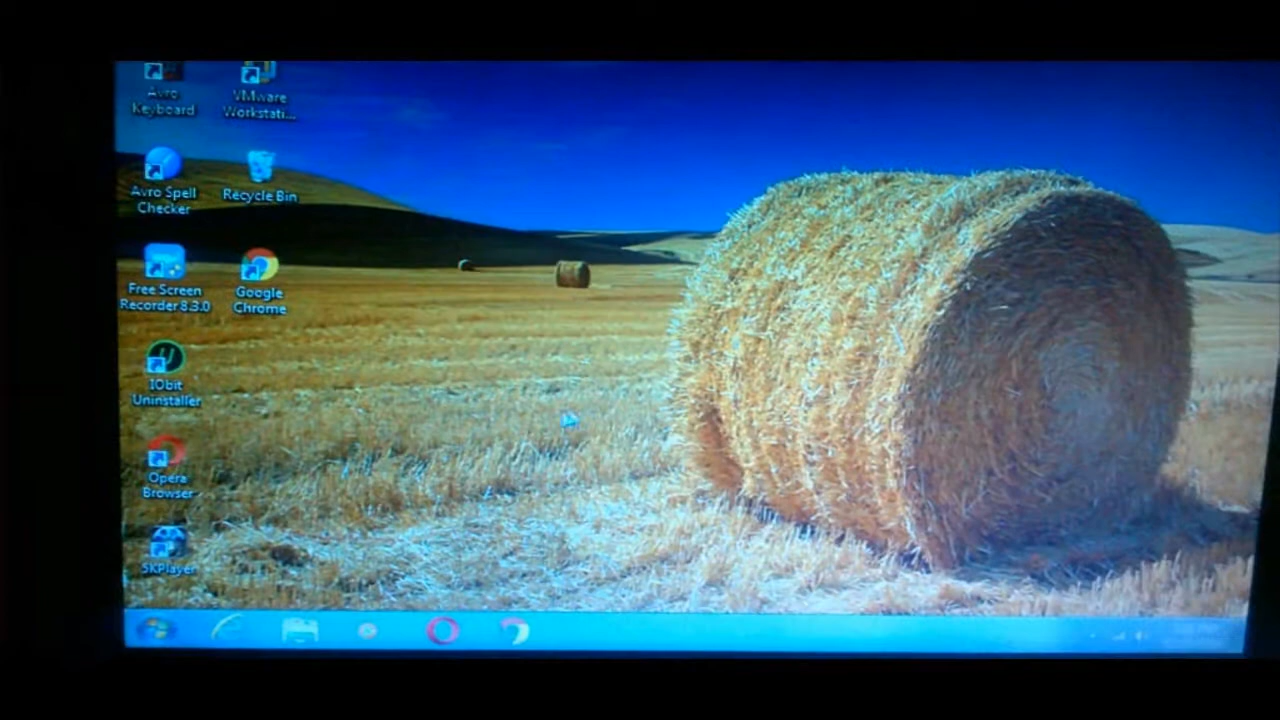 Avro
Keyboard
VMware
Workstati...
Avro Spell
Checker
Recycle Bin
Free Screen
Recorder 8.3.0
Google
Chrome
IObit
Uninstaller
Opera
Browser
5KPlayer